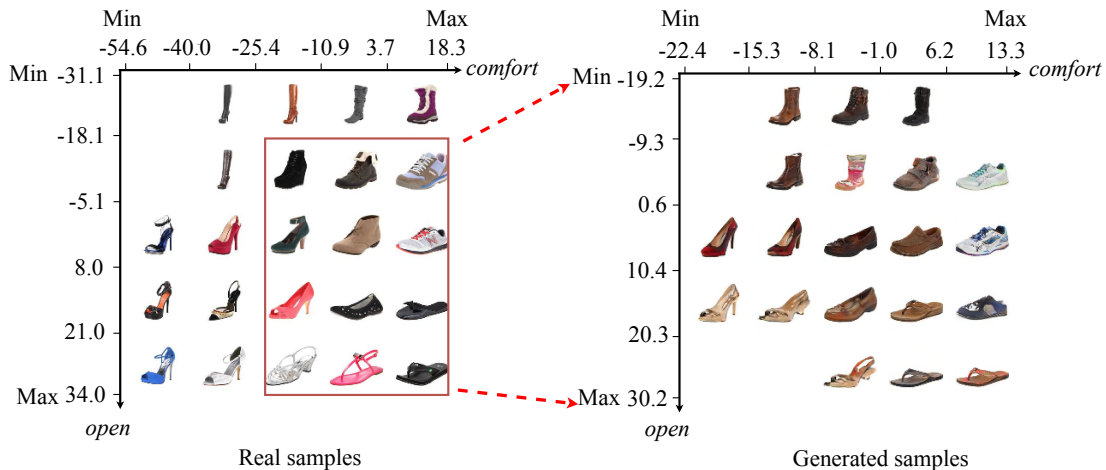 Min Max
-54.6 -40.0 -25.4 -10.9 3.7 18.3
comfort
Min -31.1
-18.1
-5.1
8.0
21.0
Max 34.0
open
Real samples
Min Max
-22.4 -15.3 -8.1 -1.0 6.2 13.3
comfort
Min -19.2
-9.3
0.6
10.4
20.3
Max 30.2
open
Generated samples